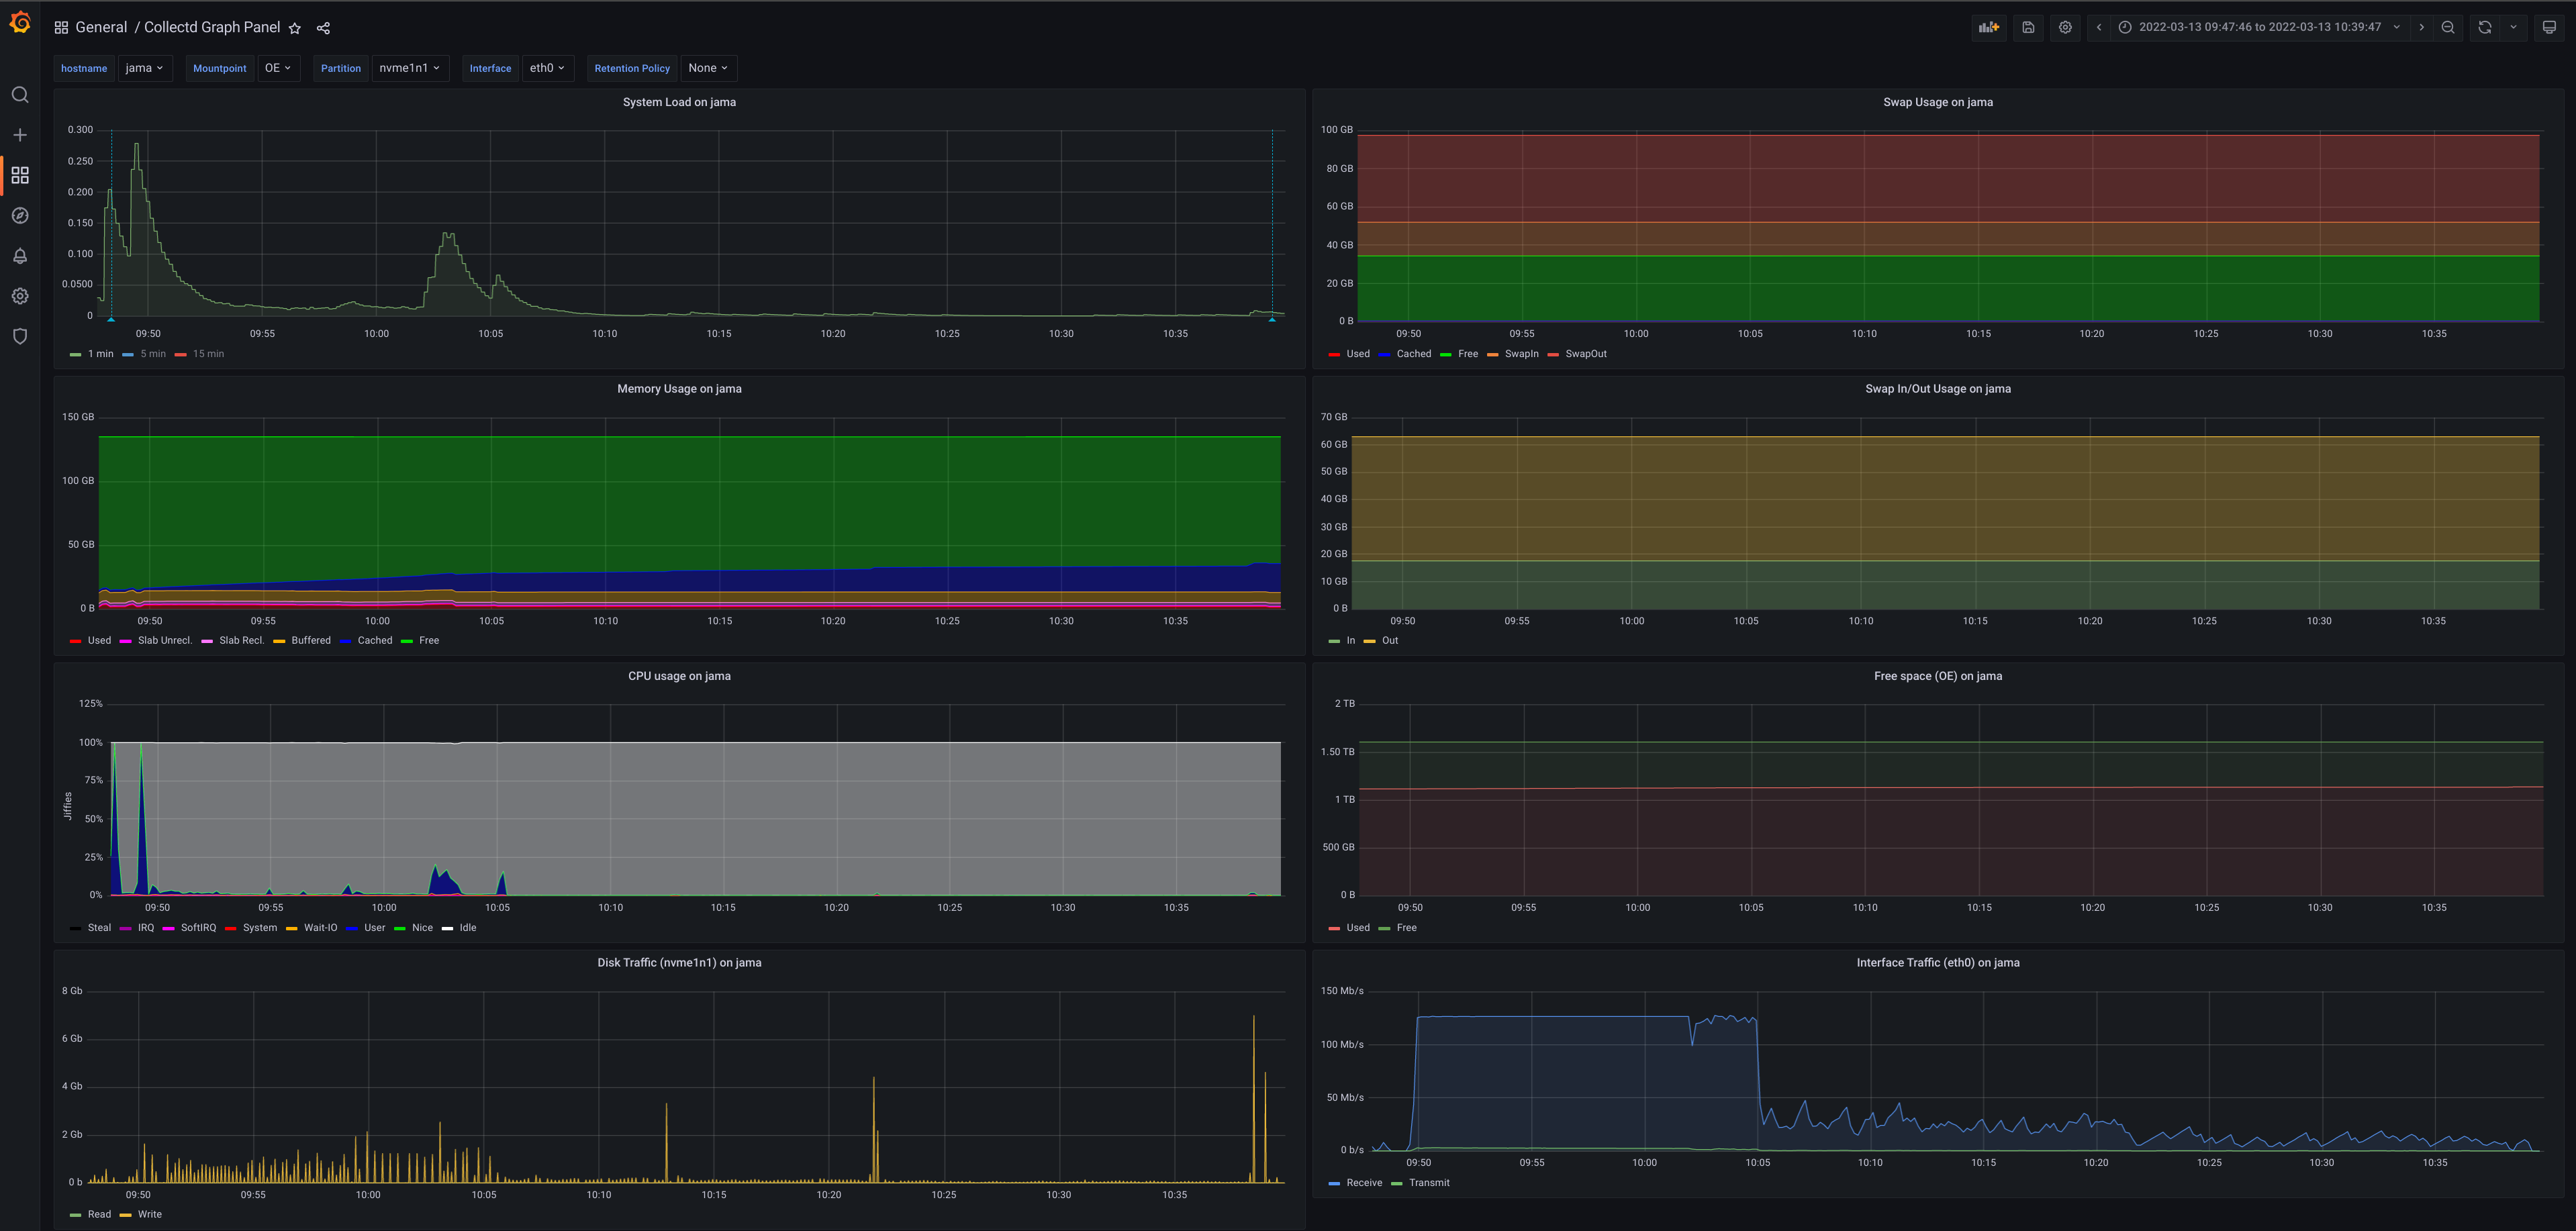 General / Collectd Graph Panel
2022-03-13 09:47:46 to 2022-03-13 10:39:47
hostname jama Mountpoint OE Partition nvme1n1 Interface eth0 Retention Policy None
System Load on jama
0.300
0.250
0.200
0.150
0.100
0.0500
0
09:50 09:55 10:00 10:05 10:10 10:15 10:20 10:25 10:30 10:35
1 min 5 min 15 min
Swap Usage on jama
100 GB
80 GB
60 GB
40 GB
20 GB
0 B
09:50 09:55 10:00 10:05 10:10 10:15 10:20 10:25 10:30 10:35
Used Cached Free SwapIn SwapOut
Memory Usage on jama
150 GB
100 GB
50 GB
0 B
09:50 09:55 10:00 10:05 10:10 10:15 10:20 10:25 10:30 10:35
Used Slab Unrecl. Slab Recl. Buffered Cached Free
Swap In/Out Usage on jama
70 GB
60 GB
50 GB
40 GB
30 GB
20 GB
10 GB
0 B
09:50 09:55 10:00 10:05 10:10 10:15 10:20 10:25 10:30 10:35
In Out
CPU usage on jama
Jiffies
125%
100%
75%
50%
25%
0%
09:50 09:55 10:00 10:05 10:10 10:15 10:20 10:25 10:30 10:35
Steal IRQ SoftIRQ System Wait-IO User Nice Idle
Free space (OE) on jama
2 TB
1.50 TB
1 TB
500 GB
0 B
09:50 09:55 10:00 10:05 10:10 10:15 10:20 10:25 10:30 10:35
Used Free
Disk Traffic (nvme1n1) on jama
8 Gb
6 Gb
4 Gb
2 Gb
0 b
09:50 09:55 10:00 10:05 10:10 10:15 10:20 10:25 10:30 10:35
Read Write
Interface Traffic (eth0) on jama
150 Mb/s
100 Mb/s
50 Mb/s
0 b/s
09:50 09:55 10:00 10:05 10:10 10:15 10:20 10:25 10:30 10:35
Receive Transmit